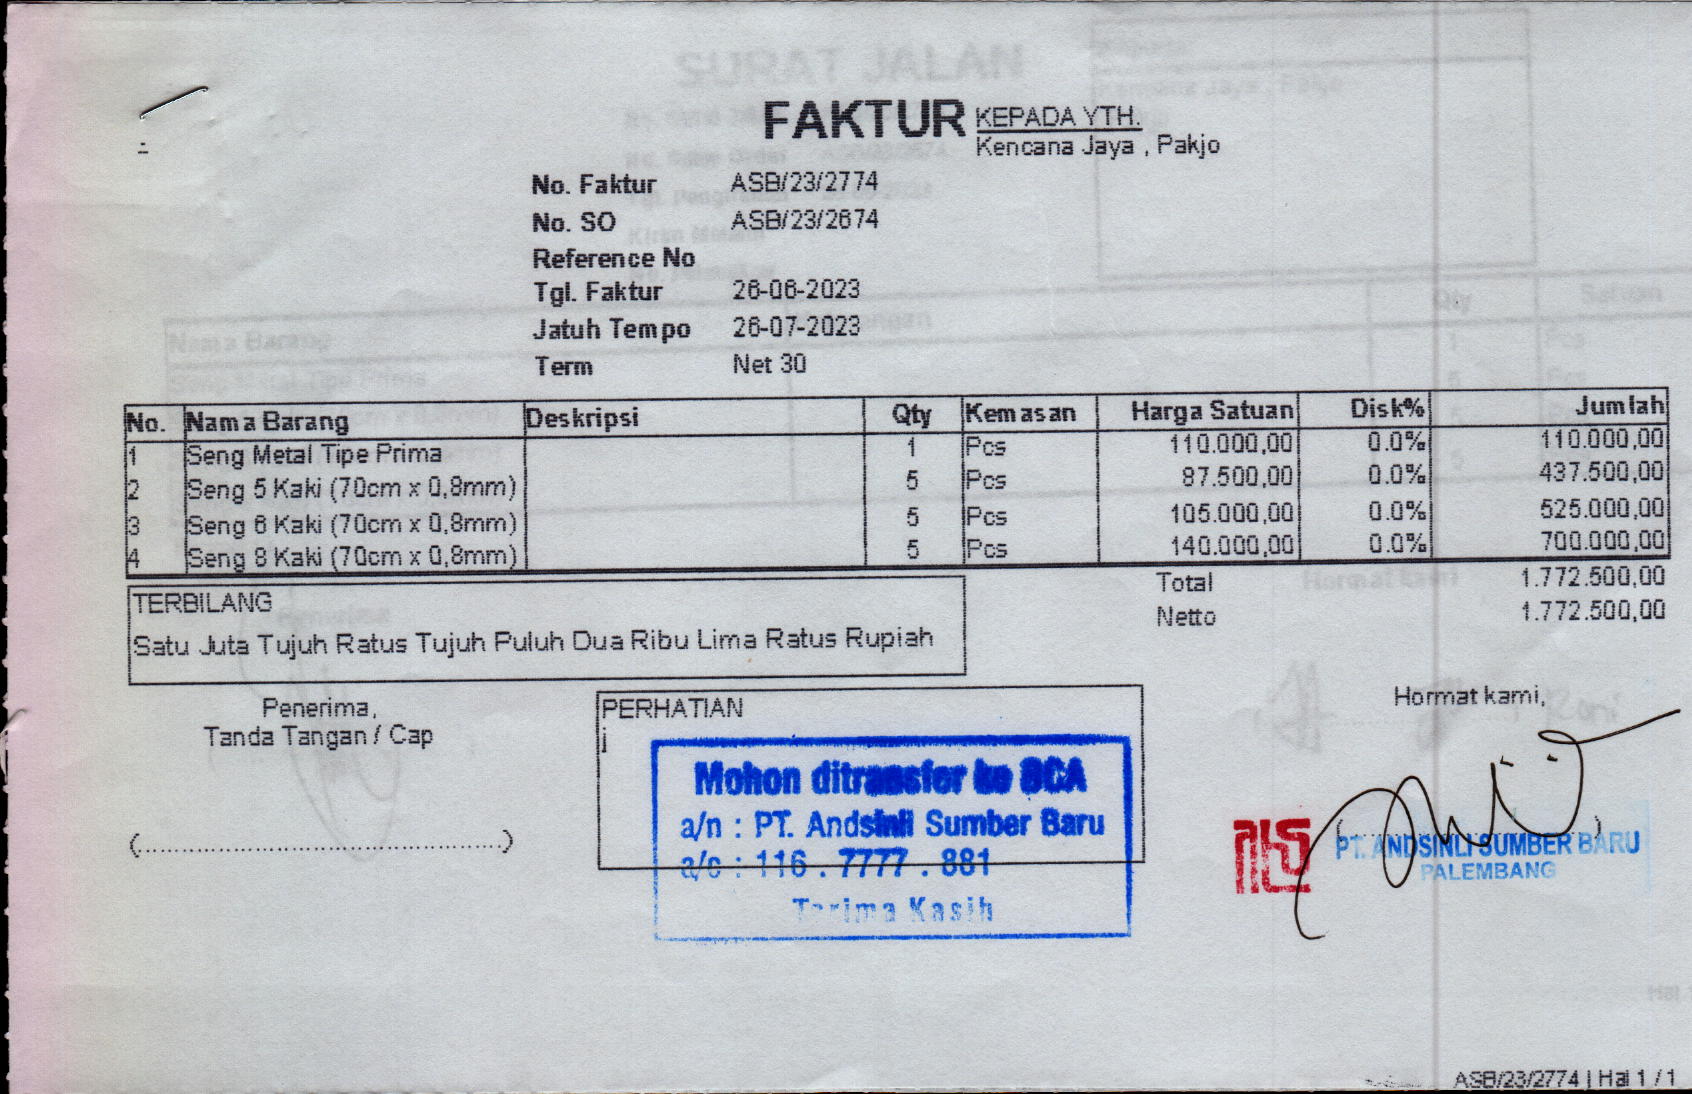 FAKTUR
KEPADA YTH.
Kencana Jaya , Pakjo
No. Faktur ASB/23/2774
No. SO ASB/23/2674
Reference No
Tgl. Faktur 26-06-2023
Jatuh Tempo 26-07-2023
Term Net 30
No. Nama Barang Deskripsi Qty Kemasan Harga Satuan Disk% Jumlah
1 Seng Metal Tipe Prima 1 Pcs 110.000,00 0.0% 110.000,00
2 Seng 5 Kaki (70cm x 0,8mm) 5 Pcs 87.500,00 0.0% 437.500,00
3 Seng 6 Kaki (70cm x 0,8mm) 5 Pcs 105.000,00 0.0% 525.000,00
4 Seng 8 Kaki (70cm x 0,8mm) 5 Pcs 140.000,00 0.0% 700.000,00
Total 1.772.500,00
Netto 1.772.500,00
TERBILANG
Satu Juta Tujuh Ratus Tujuh Puluh Dua Ribu Lima Ratus Rupiah
Penerima,
Tanda Tangan / Cap
(................................................)
PERHATIAN
j
Mohon ditransfer ke BCA
a/n : PT. Andsinli Sumber Baru
a/c : 116 . 7777 . 881
Terima Kasih
Hormat kami,
PT. ANDSINLI SUMBER BARU
PALEMBANG
ASB/23/2774 | Hal 1 / 1